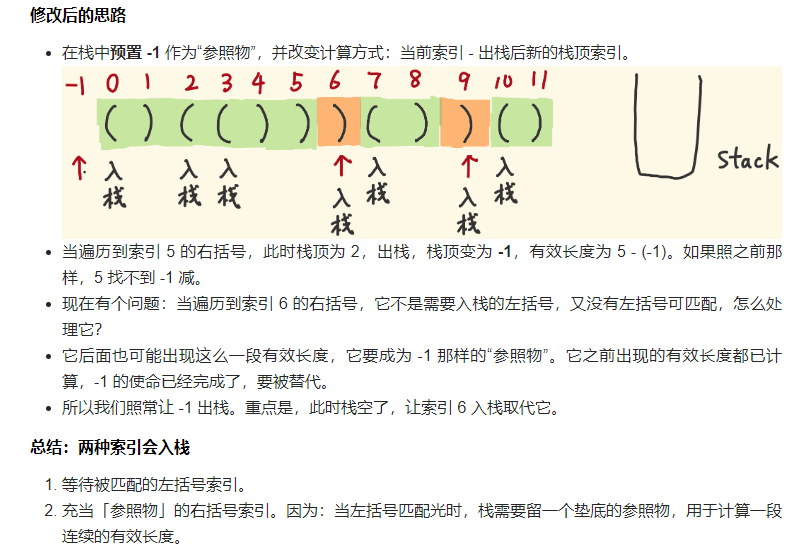 修改后的思路
在栈中预置 -1 作为“参照物”，并改变计算方式：当前索引 - 出栈后新的栈顶索引。
-1 0 1 2 3 4 5 6 7 8 9 10 11
( ) ( ( ) ) ) ( ) ) ( )
↑ 入栈 入栈 入栈 ↑入栈 入栈 ↑入栈 入栈
Stack
当遍历到索引 5 的右括号，此时栈顶为 2，出栈，栈顶变为 -1，有效长度为 5 - (-1)。如果照之前那
样，5 找不到 -1 减。
现在有个问题：当遍历到索引 6 的右括号，它不是需要入栈的左括号，又没有左括号可匹配，怎么处
理它？
它后面也可能出现这么一段有效长度，它要成为 -1 那样的“参照物”。它之前出现的有效长度都已计
算，-1 的使命已经完成了，要被替代。
所以我们照常让 -1 出栈。重点是，此时栈空了，让索引 6 入栈取代它。
总结：两种索引会入栈
1. 等待被匹配的左括号索引。
2. 充当「参照物」的右括号索引。因为：当左括号匹配光时，栈需要留一个垫底的参照物，用于计算一段
连续的有效长度。